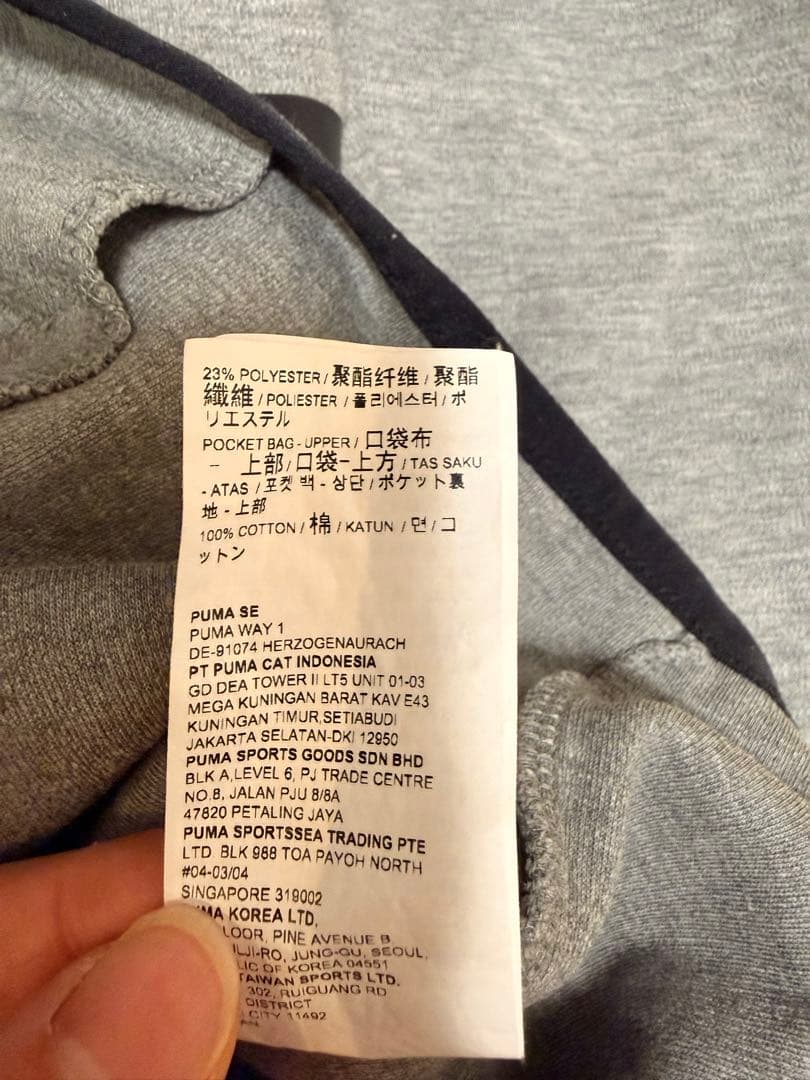 23% POLYESTER / 聚酯纤维 / 聚酯
纖維 / POLIESTER / 폴리에스터 / ポ
リエステル
POCKET BAG - UPPER / 口袋布
- 上部 / 口袋-上方 / TAS SAKU
- ATAS / 포켓 백 - 상단 / ポケット裏
地 - 上部
100% COTTON / 棉 / KATUN / 면 / コ
ットン
PUMA SE
PUMA WAY 1
DE-91074 HERZOGENAURACH
PT PUMA CAT INDONESIA
GD DEA TOWER II LT5 UNIT 01-03
MEGA KUNINGAN BARAT KAV E43
KUNINGAN TIMUR,SETIABUDI
JAKARTA SELATAN-DKI 12950
PUMA SPORTS GOODS SDN BHD
BLK A,LEVEL 6, PJ TRADE CENTRE
NO.8, JALAN PJU 8/8A
47820 PETALING JAYA
PUMA SPORTSSEA TRADING PTE
LTD. BLK 988 TOA PAYOH NORTH
#04-03/04
SINGAPORE 319002
KOREA LTD,
PINE AVENUE B
JUNG-GU, SEOUL,
OF KOREA 04551
TAIWAN SPORTS LTD.
302, RUIGUANG RD
DISTRICT
CITY 11492